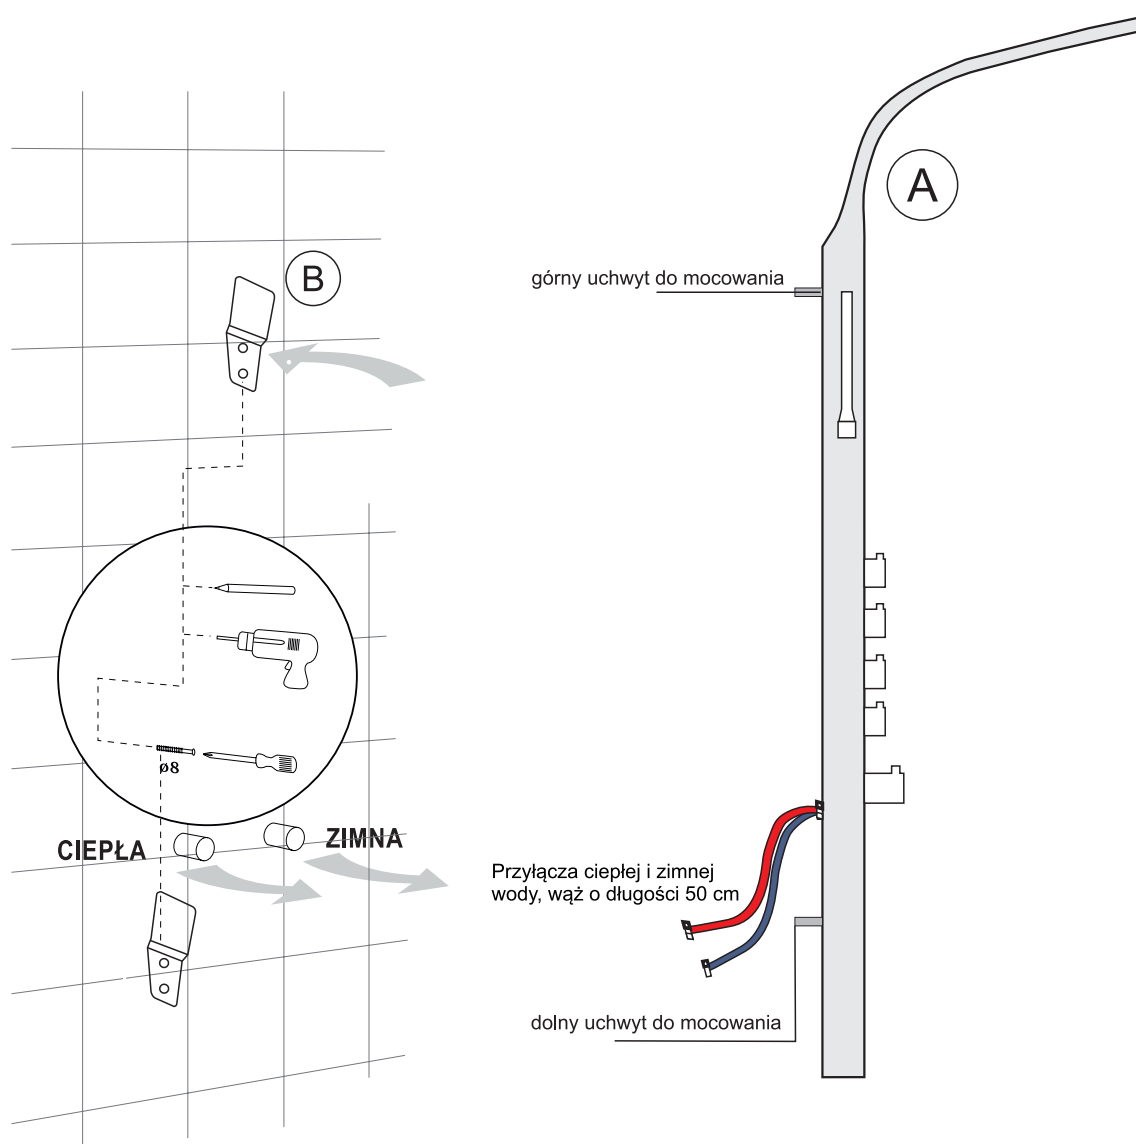 A
B
górny uchwyt do mocowania
ø8
CIEPŁA
ZIMNA
Przyłącza ciepłej i zimnej
wody, wąż o długości 50 cm
dolny uchwyt do mocowania